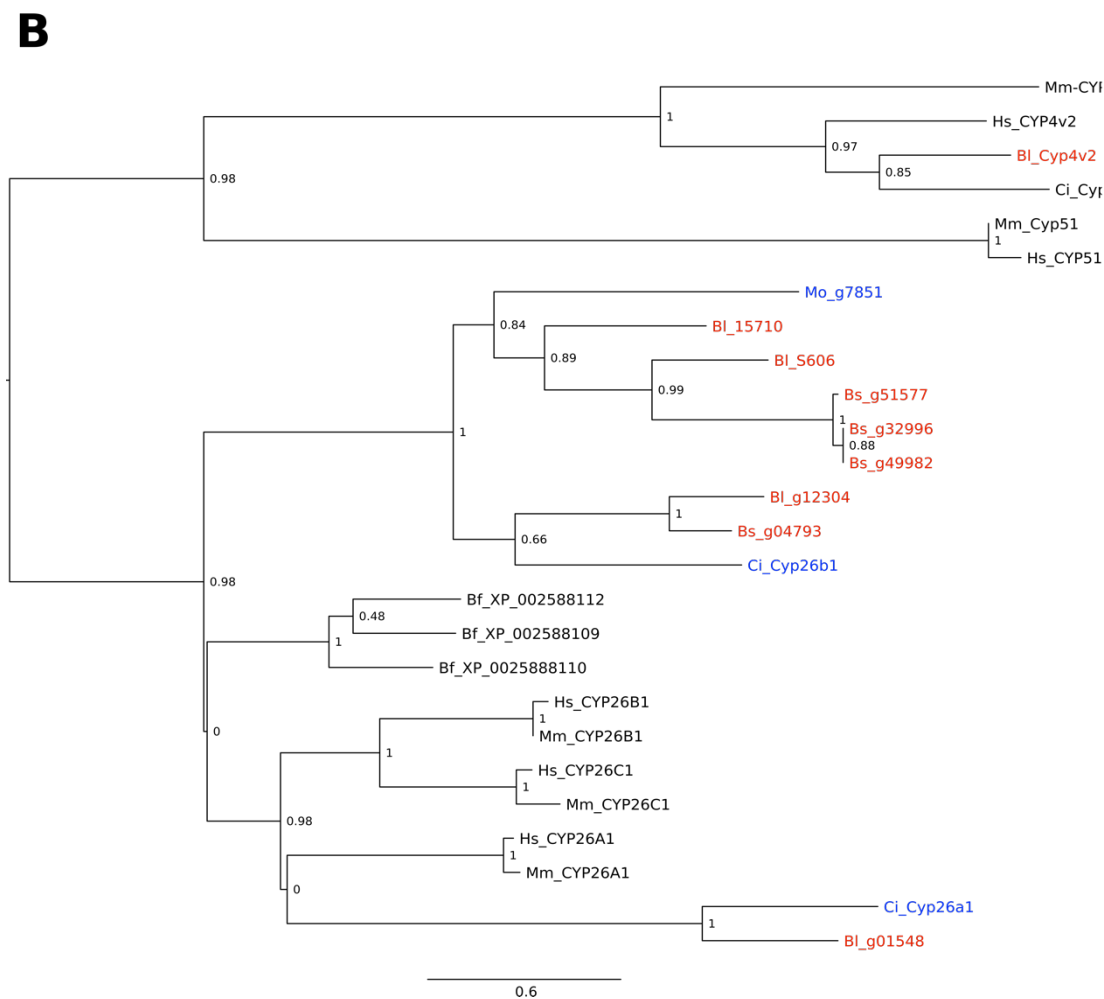 B
Mm-CYF
1
Hs_CYP4v2
0.97
Bl_Cyp4v2
0.85
0.98
Ci_Cyp
Mm_Cyp51
1
Hs_CYP51
Mo_g7851
0.84
Bl_15710
0.89
Bl_S606
0.99
Bs_g51577
1
Bs_g32996
1
0.88
Bs_g49982
Bl_g12304
1
Bs_g04793
0.66
Ci_Cyp26b1
0.98
Bf_XP_002588112
0.48
Bf_XP_002588109
1
Bf_XP_0025888110
Hs_CYP26B1
1
0
Mm_CYP26B1
1
Hs_CYP26C1
1
Mm_CYP26C1
0.98
Hs_CYP26A1
1
Mm_CYP26A1
0
Ci_Cyp26a1
1
Bl_g01548
0.6